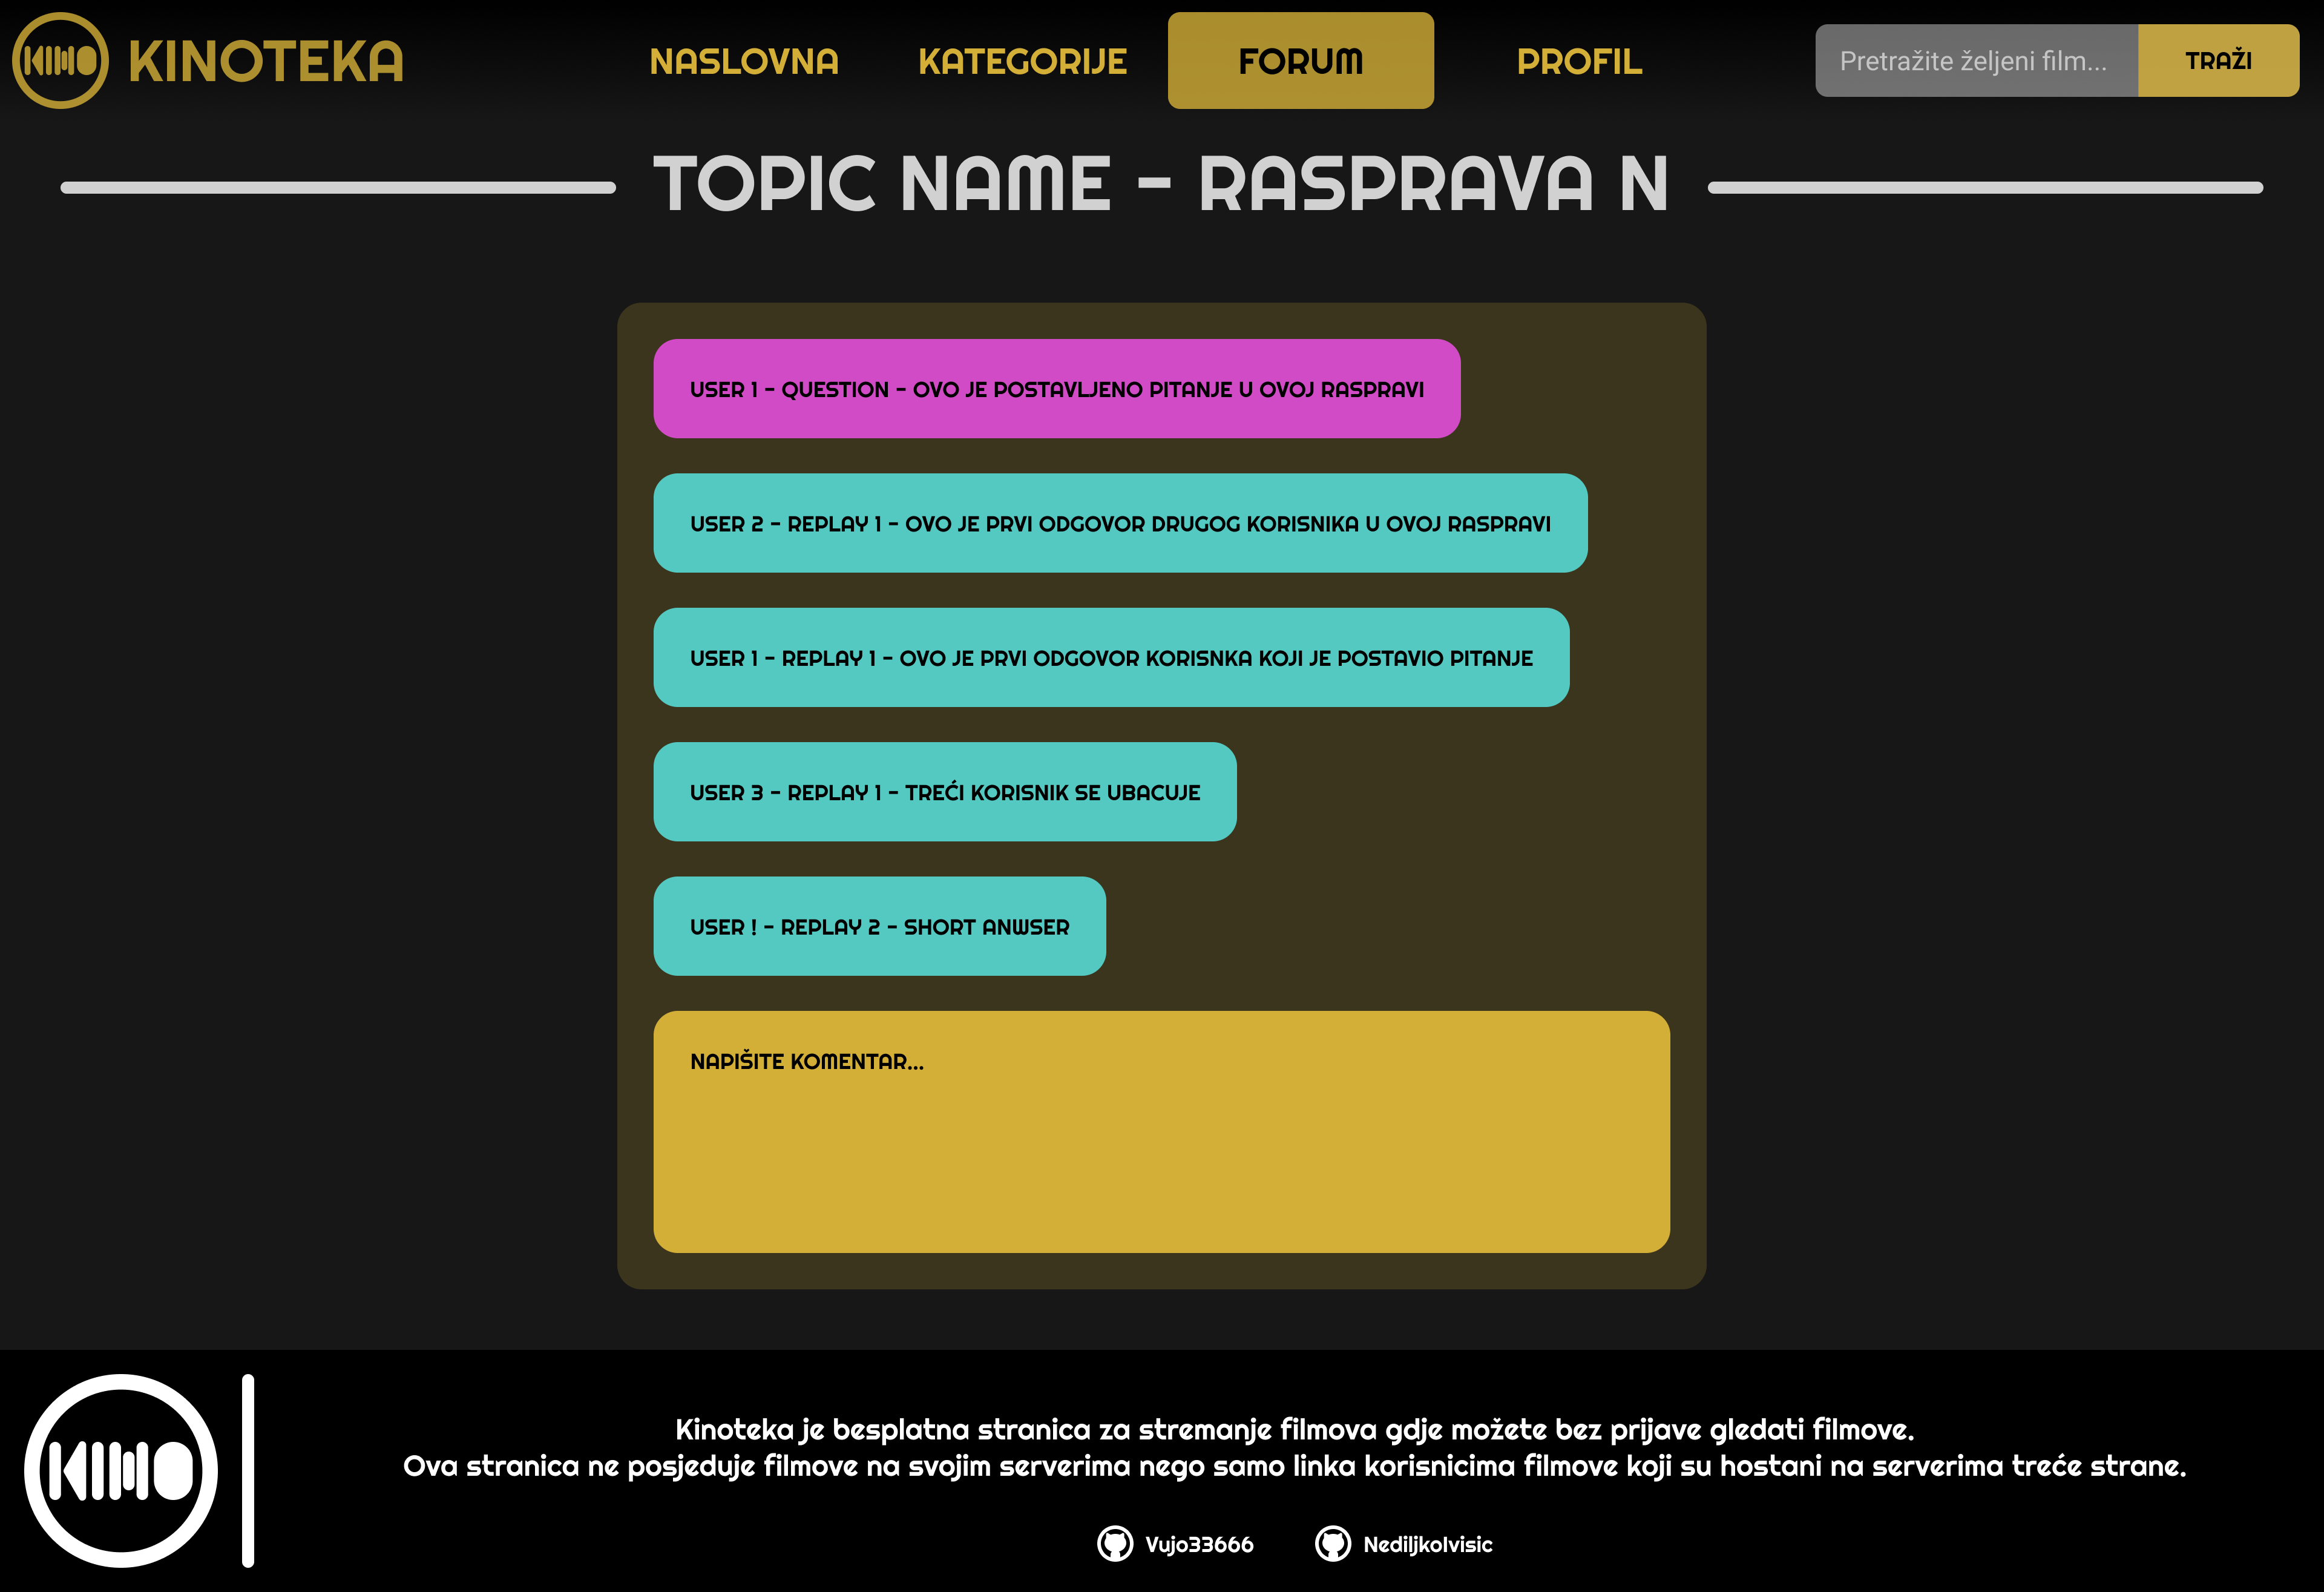 KINO KINOTEKA NASLOVNA KATEGORIJE FORUM PROFIL Pretražite željeni film... TRAŽI
TOPIC NAME - RASPRAVA N
USER 1 - QUESTION - OVO JE POSTAVLJENO PITANJE U OVOJ RASPRAVI
USER 2 - REPLAY 1 - OVO JE PRVI ODGOVOR DRUGOG KORISNIKA U OVOJ RASPRAVI
USER 1 - REPLAY 1 - OVO JE PRVI ODGOVOR KORISNKA KOJI JE POSTAVIO PITANJE
USER 3 - REPLAY 1 - TREĆI KORISNIK SE UBACUJE
USER ! - REPLAY 2 - SHORT ANWSER
NAPIŠITE KOMENTAR...
KINO
Kinoteka je besplatna stranica za stremanje filmova gdje možete bez prijave gledati filmove.
Ova stranica ne posjeduje filmove na svojim serverima nego samo linka korisnicima filmove koji su hostani na serverima treće strane.
Vujo33666 NediljkoIvisic